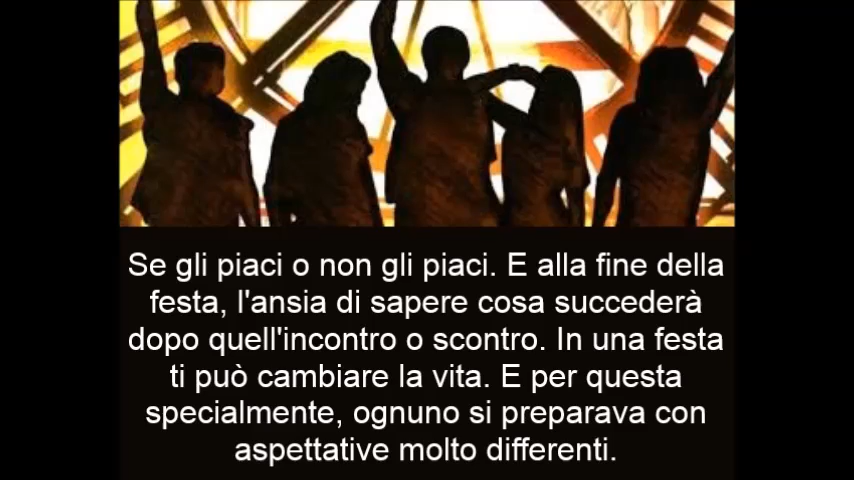 Se gli piaci o non gli piaci. E alla fine della
festa, l'ansia di sapere cosa succederà
dopo quell'incontro o scontro. In una festa
ti può cambiare la vita. E per questa
specialmente, ognuno si preparava con
aspettative molto differenti.